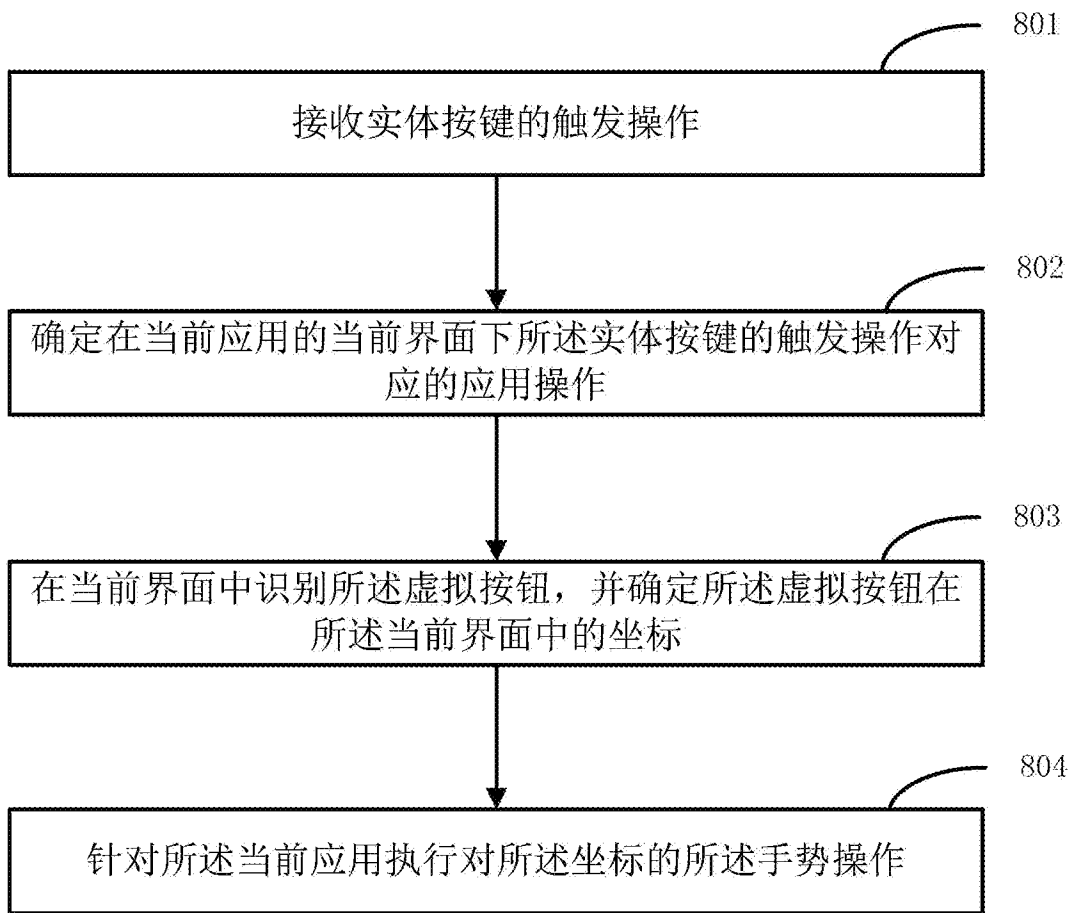 801
接收实体按键的触发操作
802
确定在当前应用的当前界面下所述实体按键的触发操作对
应的应用操作
803
在当前界面中识别所述虚拟按钮，并确定所述虚拟按钮在
所述当前界面中的坐标
804
针对所述当前应用执行对所述坐标的所述手势操作